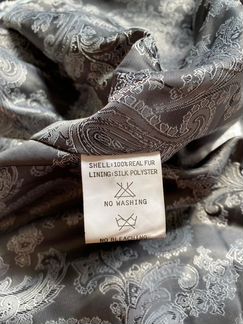 SHELL:100%REAL FUR
LINING:SILK POLYSTER
NO WASHING
NO BLEACHING